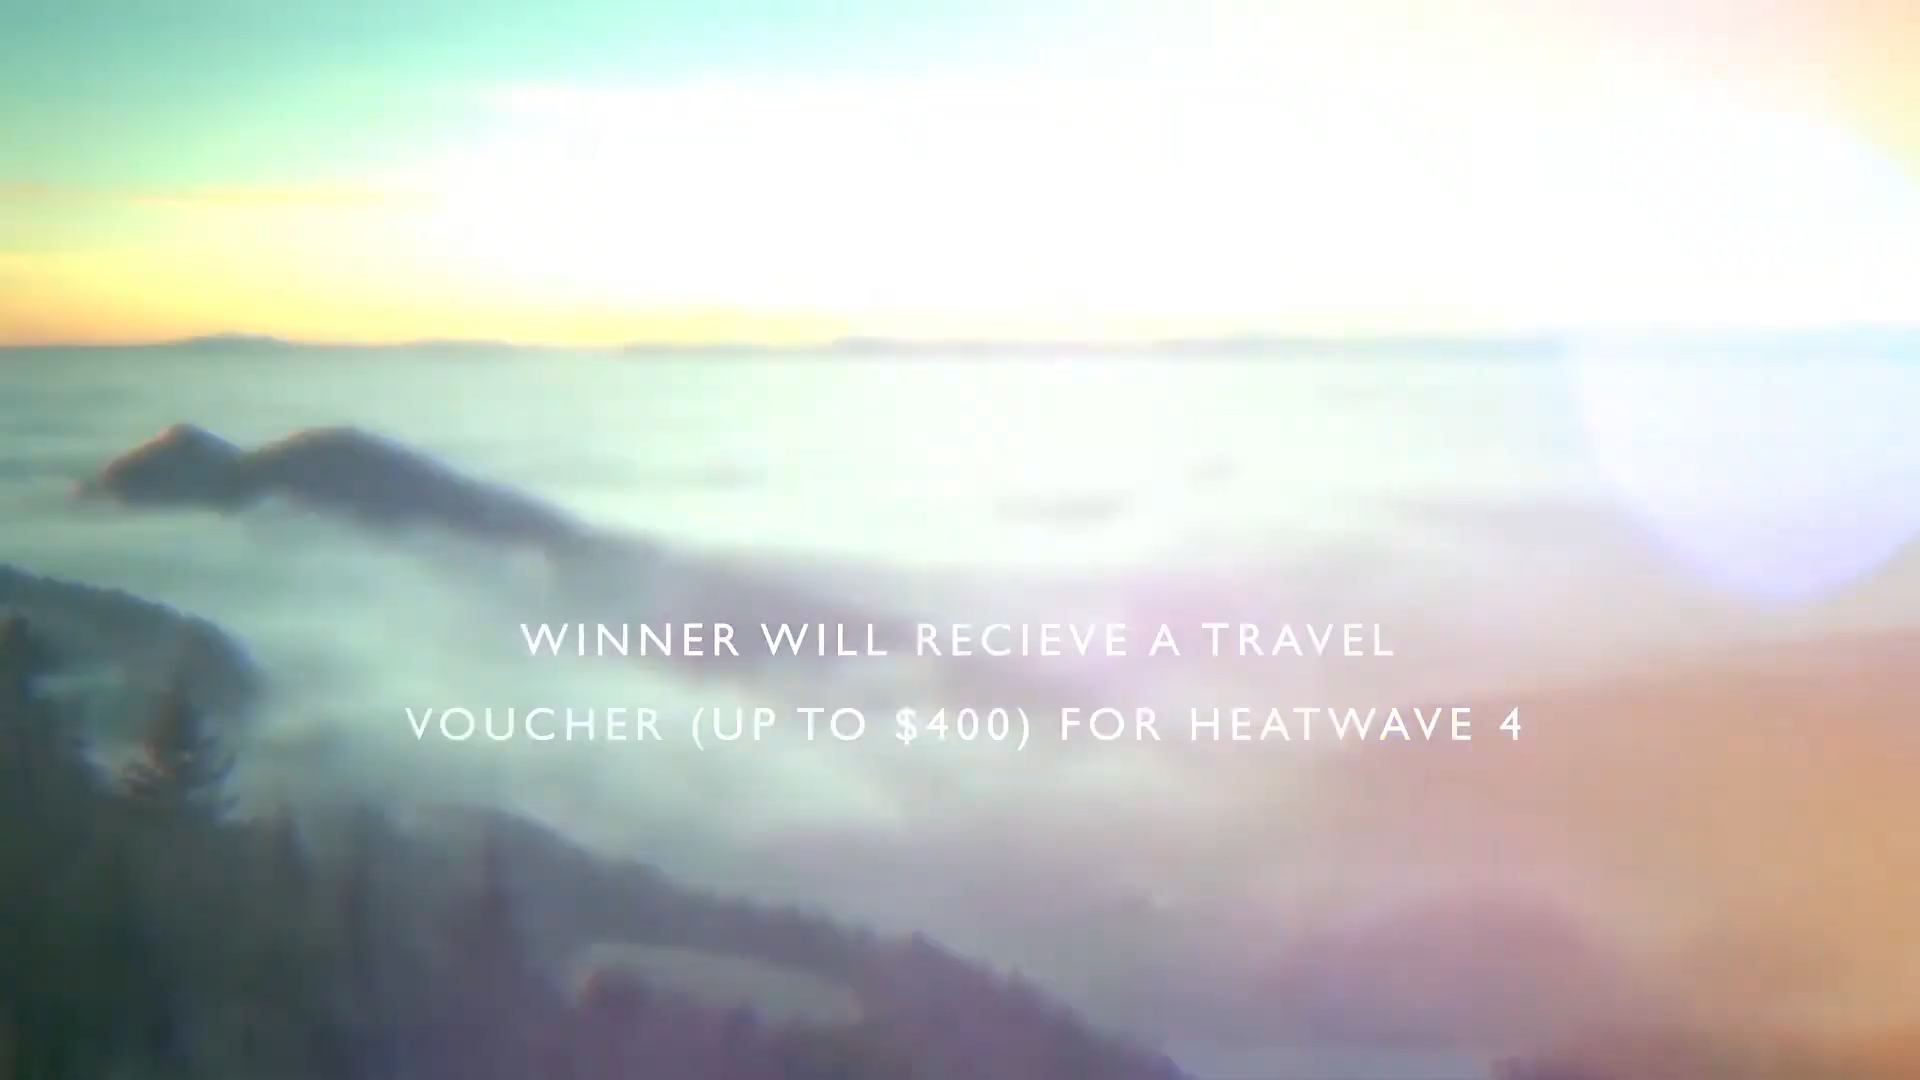 WINNER WILL RECIEVE A TRAVEL
VOUCHER (UP TO $400) FOR HEATWAVE 4